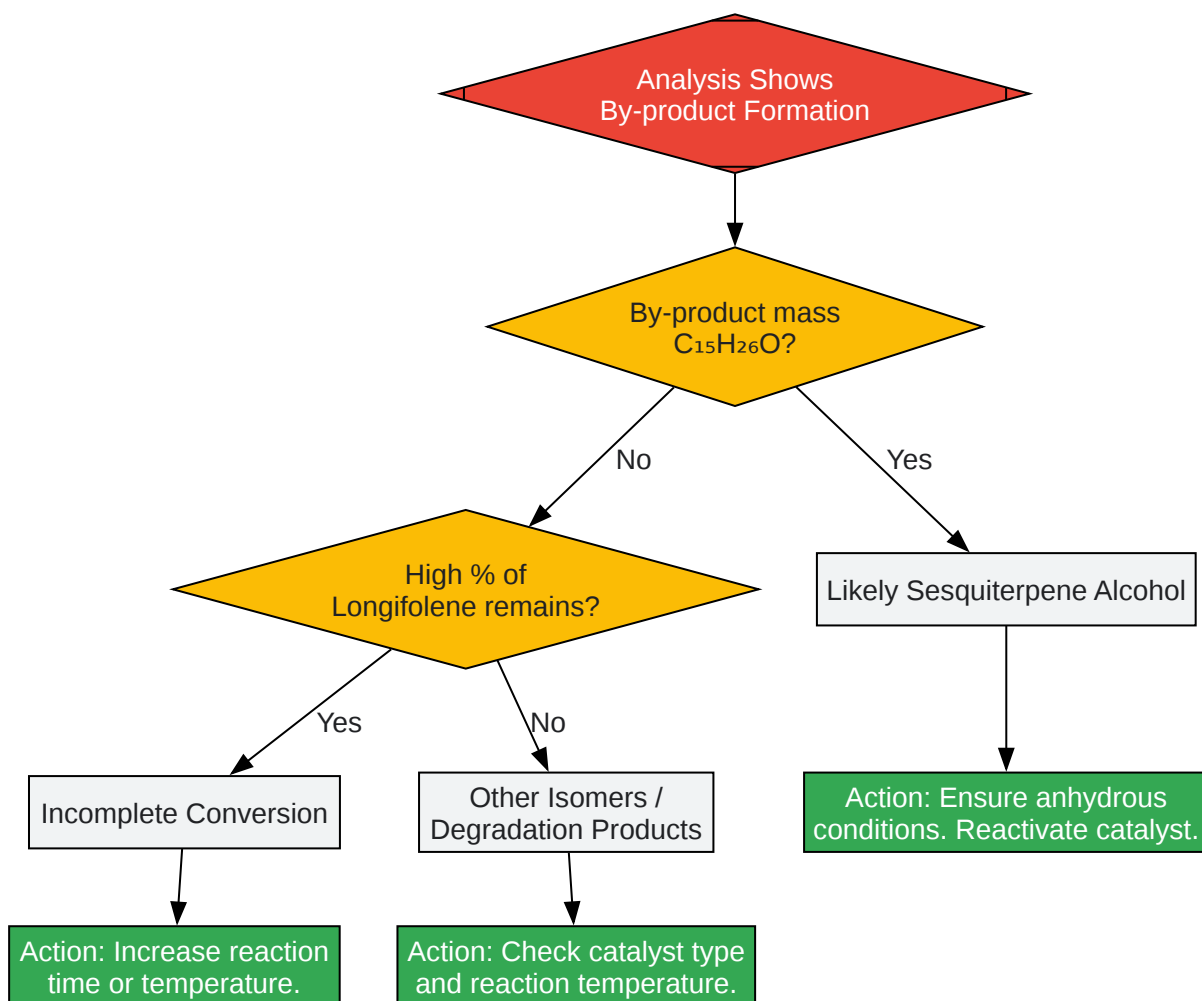 Analysis Shows
By-product Formation
By-product mass
C₁₅H₂₆O?
No
Yes
High % of
Longifolene remains?
Likely Sesquiterpene Alcohol
Yes
No
Incomplete Conversion
Other Isomers /
Degradation Products
Action: Ensure anhydrous
conditions. Reactivate catalyst.
Action: Increase reaction
time or temperature.
Action: Check catalyst type
and reaction temperature.